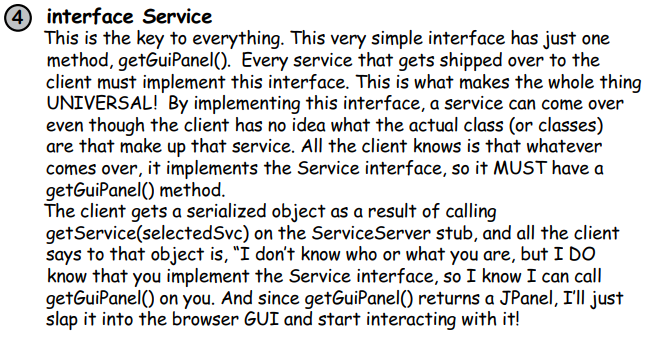 4 interface Service
This is the key to everything. This very simple interface has just one
method, getGuiPanel(). Every service that gets shipped over to the
client must implement this interface. This is what makes the whole thing
UNIVERSAL! By implementing this interface, a service can come over
even though the client has no idea what the actual class (or classes)
are that make up that service. All the client knows is that whatever
comes over, it implements the Service interface, so it MUST have a
getGuiPanel() method.
The client gets a serialized object as a result of calling
getService(selectedSvc) on the ServiceServer stub, and all the client
says to that object is, “I don’t know who or what you are, but I DO
know that you implement the Service interface, so I know I can call
getGuiPanel() on you. And since getGuiPanel() returns a JPanel, I’ll just
slap it into the browser GUI and start interacting with it!